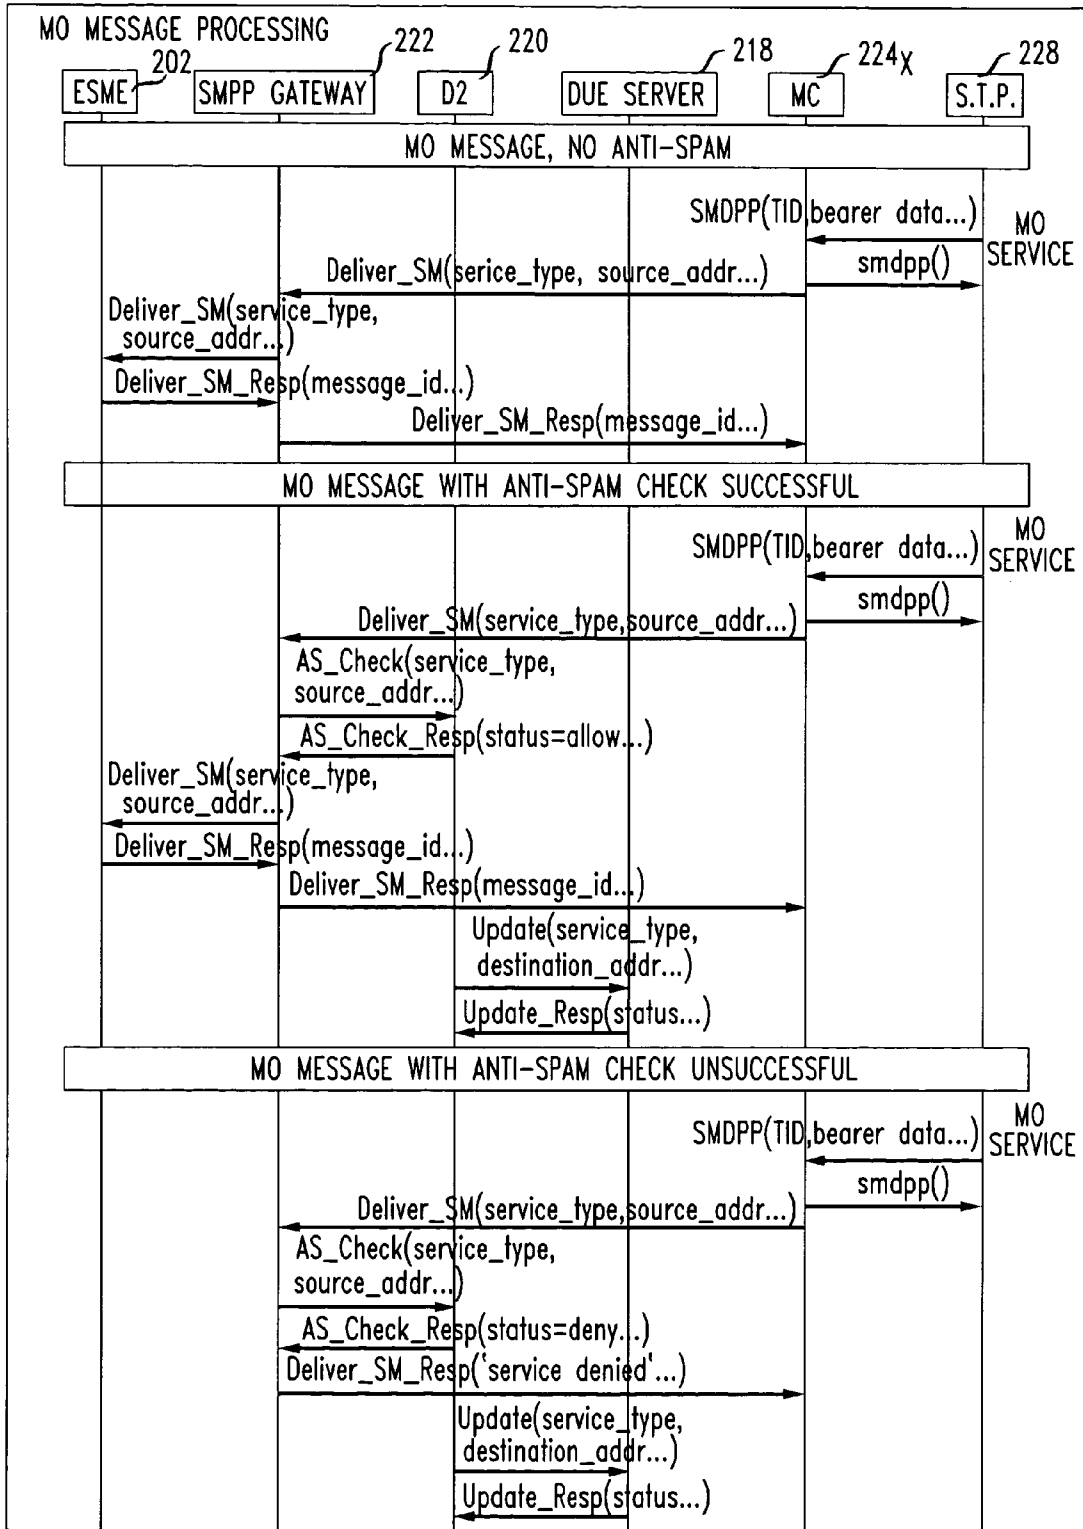 MO MESSAGE PROCESSING
202
222
220
218
224X
228
ESME
SMPP GATEWAY
D2
DUE SERVER
MC
S.T.P.
MO MESSAGE, NO ANTI-SPAM
SMDPP(TID,bearer data...)
MO
SERVICE
smdpp()
Deliver_SM(serice_type, source_addr...)
Deliver_SM(service_type,
source_addr...)
Deliver_SM_Resp(message_id...)
Deliver_SM_Resp(message_id...)
MO MESSAGE WITH ANTI-SPAM CHECK SUCCESSFUL
SMDPP(TID,bearer data...)
MO
SERVICE
smdpp()
Deliver_SM(service_type,source_addr...)
AS_Check(service_type,
source_addr...)
AS_Check_Resp(status=allow...)
Deliver_SM(service_type,
source_addr...)
Deliver_SM_Resp(message_id...)
Deliver_SM_Resp(message_id...)
Update(service_type,
destination_addr...)
Update_Resp(status...)
MO MESSAGE WITH ANTI-SPAM CHECK UNSUCCESSFUL
SMDPP(TID,bearer data...)
MO
SERVICE
smdpp()
Deliver_SM(service_type,source_addr...)
AS_Check(service_type,
source_addr...)
AS_Check_Resp(status=deny...)
Deliver_SM_Resp('service denied'...)
Update(service_type,
destination_addr...)
Update_Resp(status...)